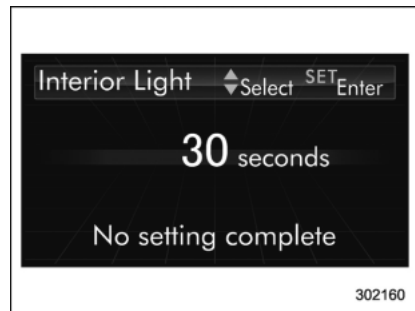 Interior Light Select SET Enter
30 seconds
No setting complete
302160